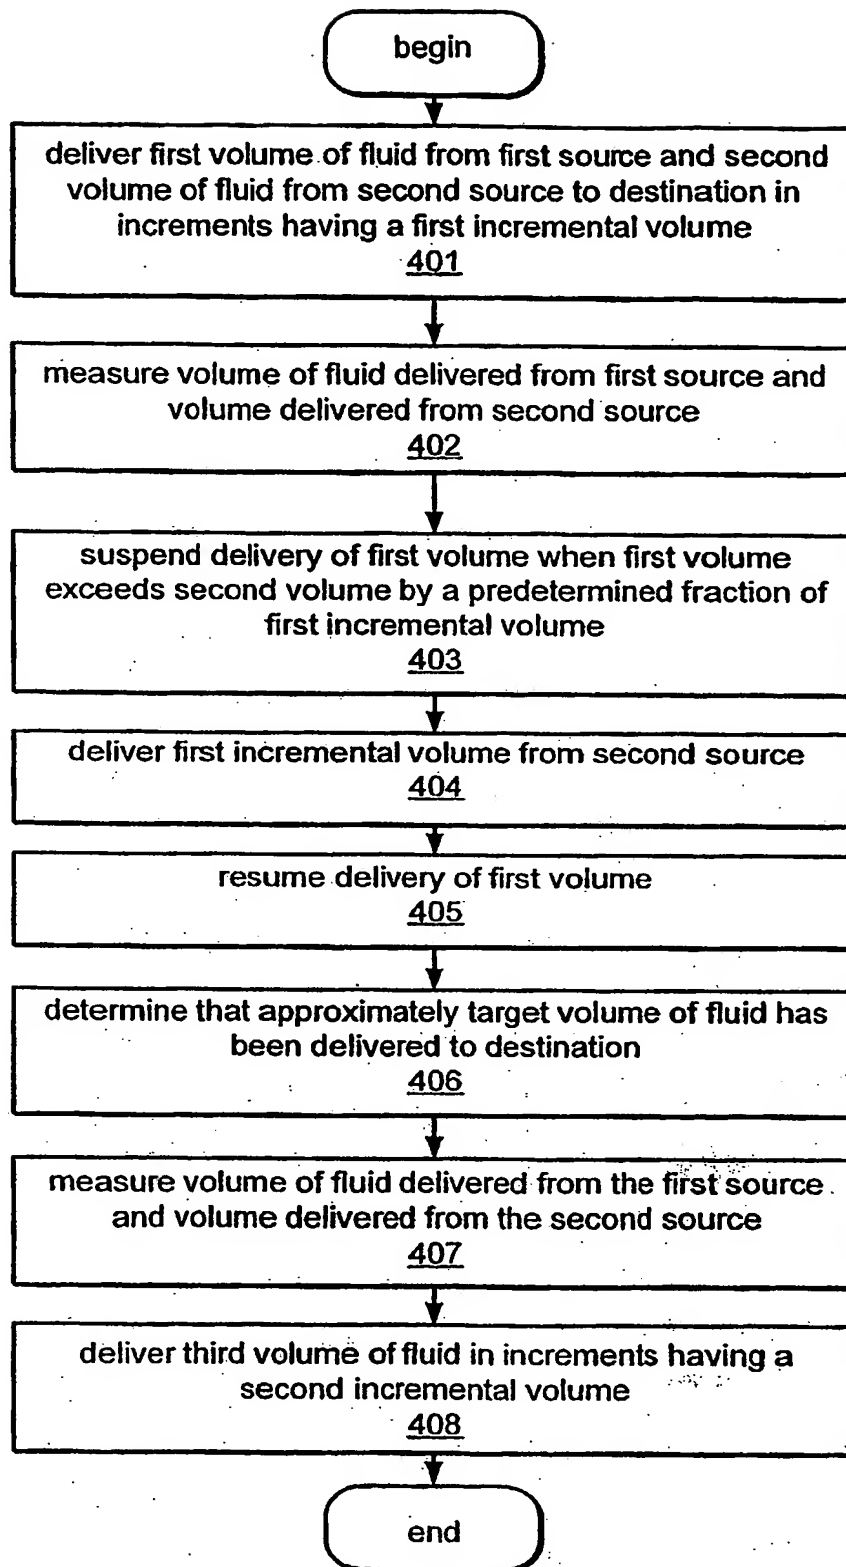 begin
deliver first volume of fluid from first source and second
volume of fluid from second source to destination in
increments having a first incremental volume
401
measure volume of fluid delivered from first source and
volume delivered from second source
402
suspend delivery of first volume when first volume
exceeds second volume by a predetermined fraction of
first incremental volume
403
deliver first incremental volume from second source
404
resume delivery of first volume
405
determine that approximately target volume of fluid has
been delivered to destination
406
measure volume of fluid delivered from the first source
and volume delivered from the second source
407
deliver third volume of fluid in increments having a
second incremental volume
408
end